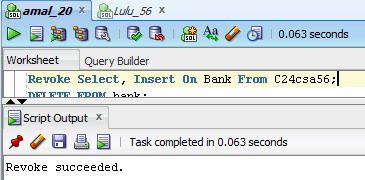 amal_20
Lulu_56
0.063 seconds
Worksheet
Query Builder
Revoke Select, Insert On Bank From C24csa56;
DELETE FROM bank;
Script Output
Task completed in 0.063 seconds
Revoke succeeded.